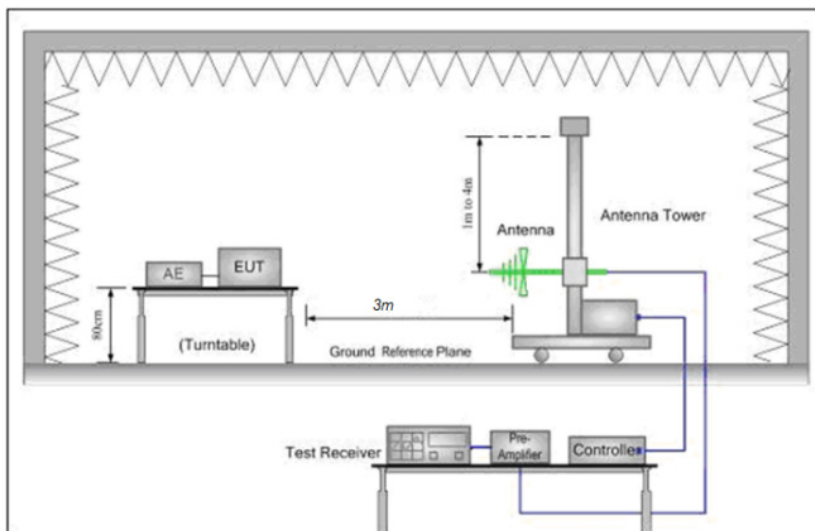 1m to 4m
Antenna
Antenna Tower
AE
EUT
80cm
3m
(Turntable)
Ground Reference Plane
Test Receiver
Pre-
Amplifier
Controller